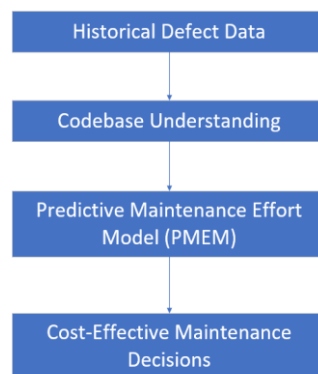 Historical Defect Data
Codebase Understanding
Predictive Maintenance Effort
Model (PMEM)
Cost-Effective Maintenance
Decisions